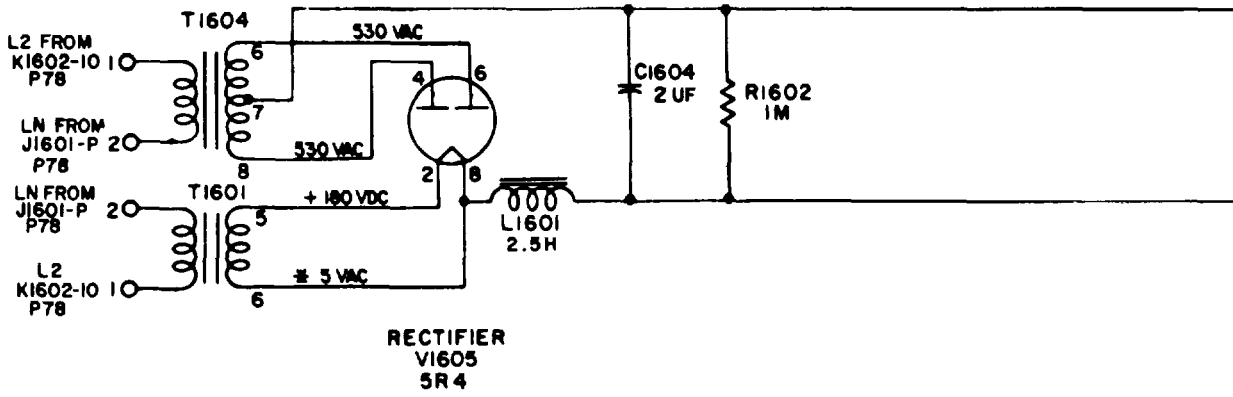 T1604
L2 FROM
K1602-10 1
P78
LN FROM
J1601-P 2
P78
6
7
8
530 VAC
530 VAC
4
6
2
8
C1604
2 UF
R1602
1M
LN FROM
J1601-P 2
P78
L2
K1602-10 1
P78
T1601
5
6
+ 180 VDC
* 5 VAC
L1601
2.5H
RECTIFIER
V1605
5R4